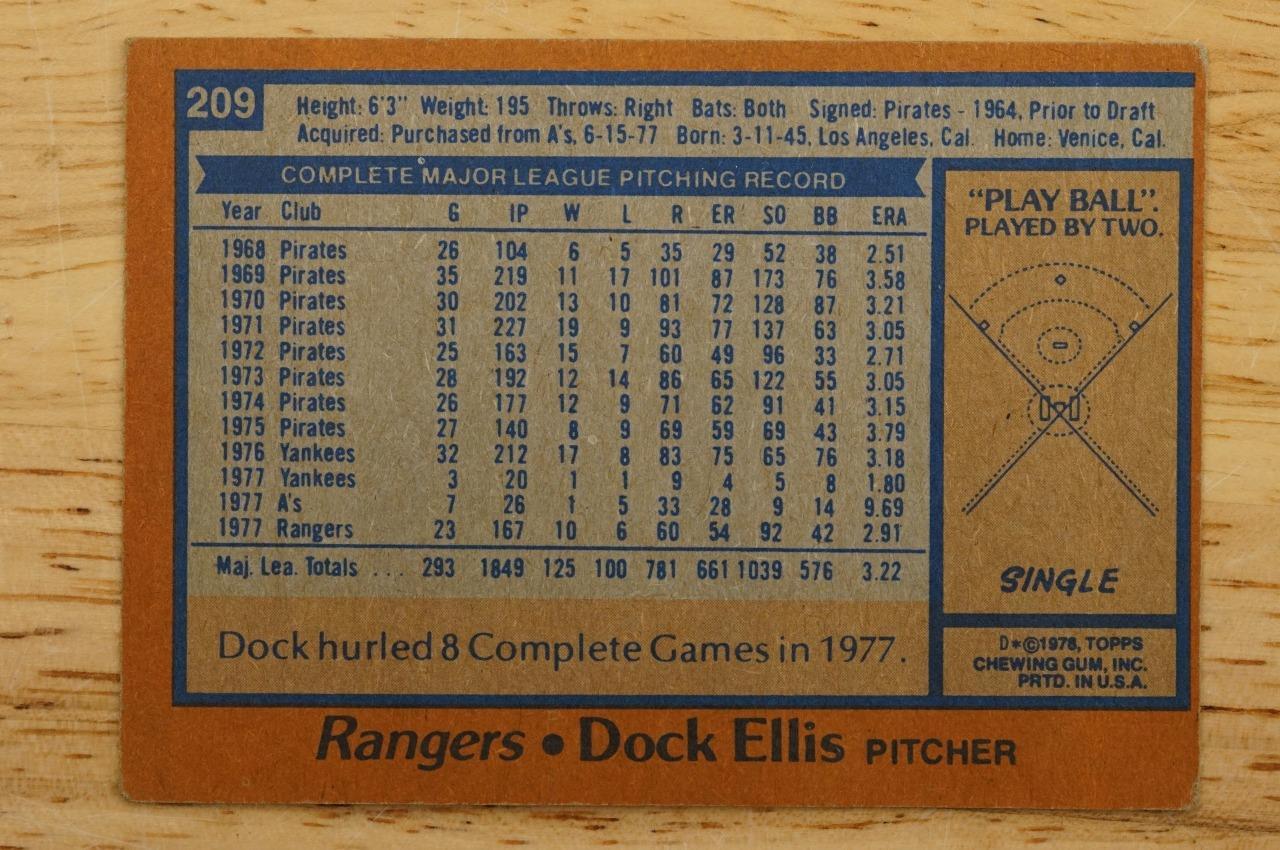 209
Height: 6'3" Weight: 195 Throws: Right Bats: Both Signed: Pirates - 1964, Prior to Draft
Acquired: Purchased from A's, 6-15-77 Born: 3-11-45, Los Angeles, Cal. Home: Venice, Cal.
COMPLETE MAJOR LEAGUE PITCHING RECORD
Year Club G IP W L R ER SO BB ERA
1968 Pirates 26 104 6 5 35 29 52 38 2.51
1969 Pirates 35 219 11 17 101 87 173 76 3.58
1970 Pirates 30 202 13 10 81 72 128 87 3.21
1971 Pirates 31 227 19 9 93 77 137 63 3.05
1972 Pirates 25 163 15 7 60 49 96 33 2.71
1973 Pirates 28 192 12 14 86 65 122 55 3.05
1974 Pirates 26 177 12 9 71 62 91 41 3.15
1975 Pirates 27 140 8 9 69 59 69 43 3.79
1976 Yankees 32 212 17 8 83 75 65 76 3.18
1977 Yankees 3 20 1 1 9 4 5 8 1.80
1977 A's 7 26 1 5 33 28 9 14 9.69
1977 Rangers 23 167 10 6 60 54 92 42 2.91
Maj. Lea. Totals ... 293 1849 125 100 781 661 1039 576 3.22
Dock hurled 8 Complete Games in 1977.
"PLAY BALL".
PLAYED BY TWO.
SINGLE
D*©1978, TOPPS
CHEWING GUM, INC.
PRTD. IN U.S.A.
Rangers • Dock Ellis PITCHER